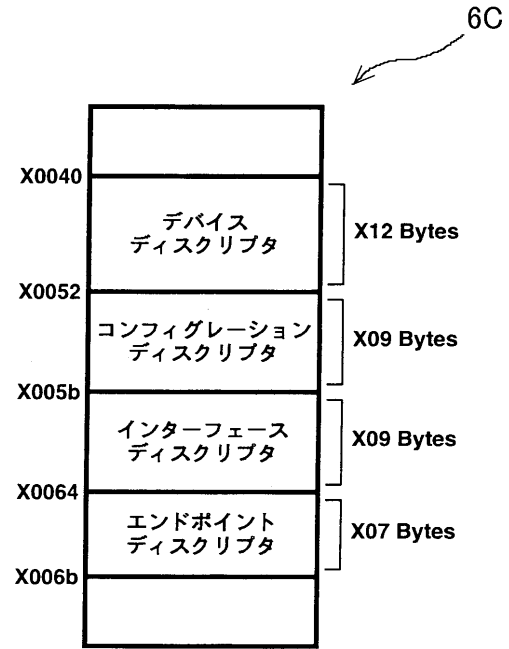 6C
X0040
デバイス
ディスクリプタ
X12 Bytes
X0052
コンフィグレーション
ディスクリプタ
X09 Bytes
X005b
インターフェース
ディスクリプタ
X09 Bytes
X0064
エンドポイント
ディスクリプタ
X07 Bytes
X006b